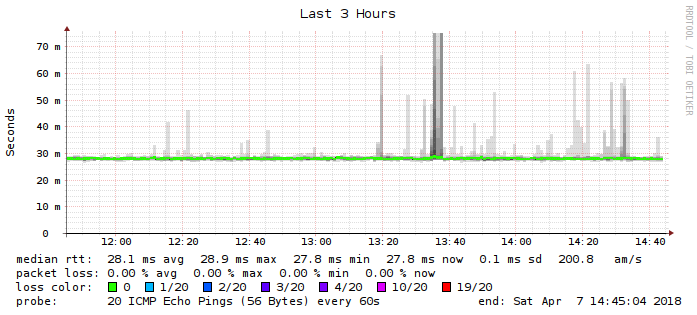 Last 3 Hours
RRDTOOL / TOBI OETIKER
Seconds
70 m
60 m
50 m
40 m
30 m
20 m
10 m
0
12:00 12:20 12:40 13:00 13:20 13:40 14:00 14:20 14:40
median rtt: 28.1 ms avg 28.9 ms max 27.8 ms min 27.8 ms now 0.1 ms sd 200.8 am/s
packet loss: 0.00 % avg 0.00 % max 0.00 % min 0.00 % now
loss color: 0 1/20 2/20 3/20 4/20 10/20 19/20
probe: 20 ICMP Echo Pings (56 Bytes) every 60s end: Sat Apr 7 14:45:04 2018